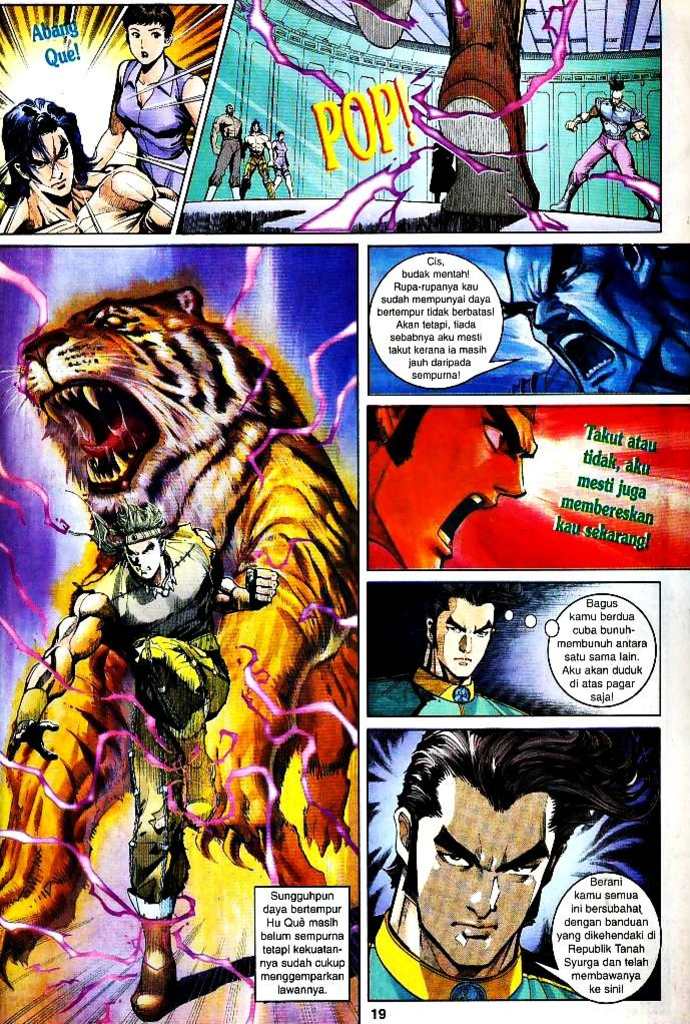 Abang
Què!
POP!
Cis,
budak mentah!
Rupa-rupanya kau
sudah mempunyai daya
bertempur tidak berbatas!
Akan tetapi, tiada
sebabnya aku mesti
takut kerana ia masih
jauh daripada
sempurna!
Takut atau
tidak, aku
mesti juga
membereskan
kau sekarang!
Bagus
kamu berdua
cuba bunuh-
membunuh antara
satu sama lain.
Aku akan duduk
di atas pagar
saja!
Sungguhpun
daya bertempur
Hu Què masih
belum sempurna
tetapi kekuatan-
nya sudah cukup
menggemparkan
lawannya.
Berani
kamu semua
ini bersubahat
dengan banduan
yang dikehendaki di
Republik Tanah
Syurga dan telah
membawanya
ke sini!
19